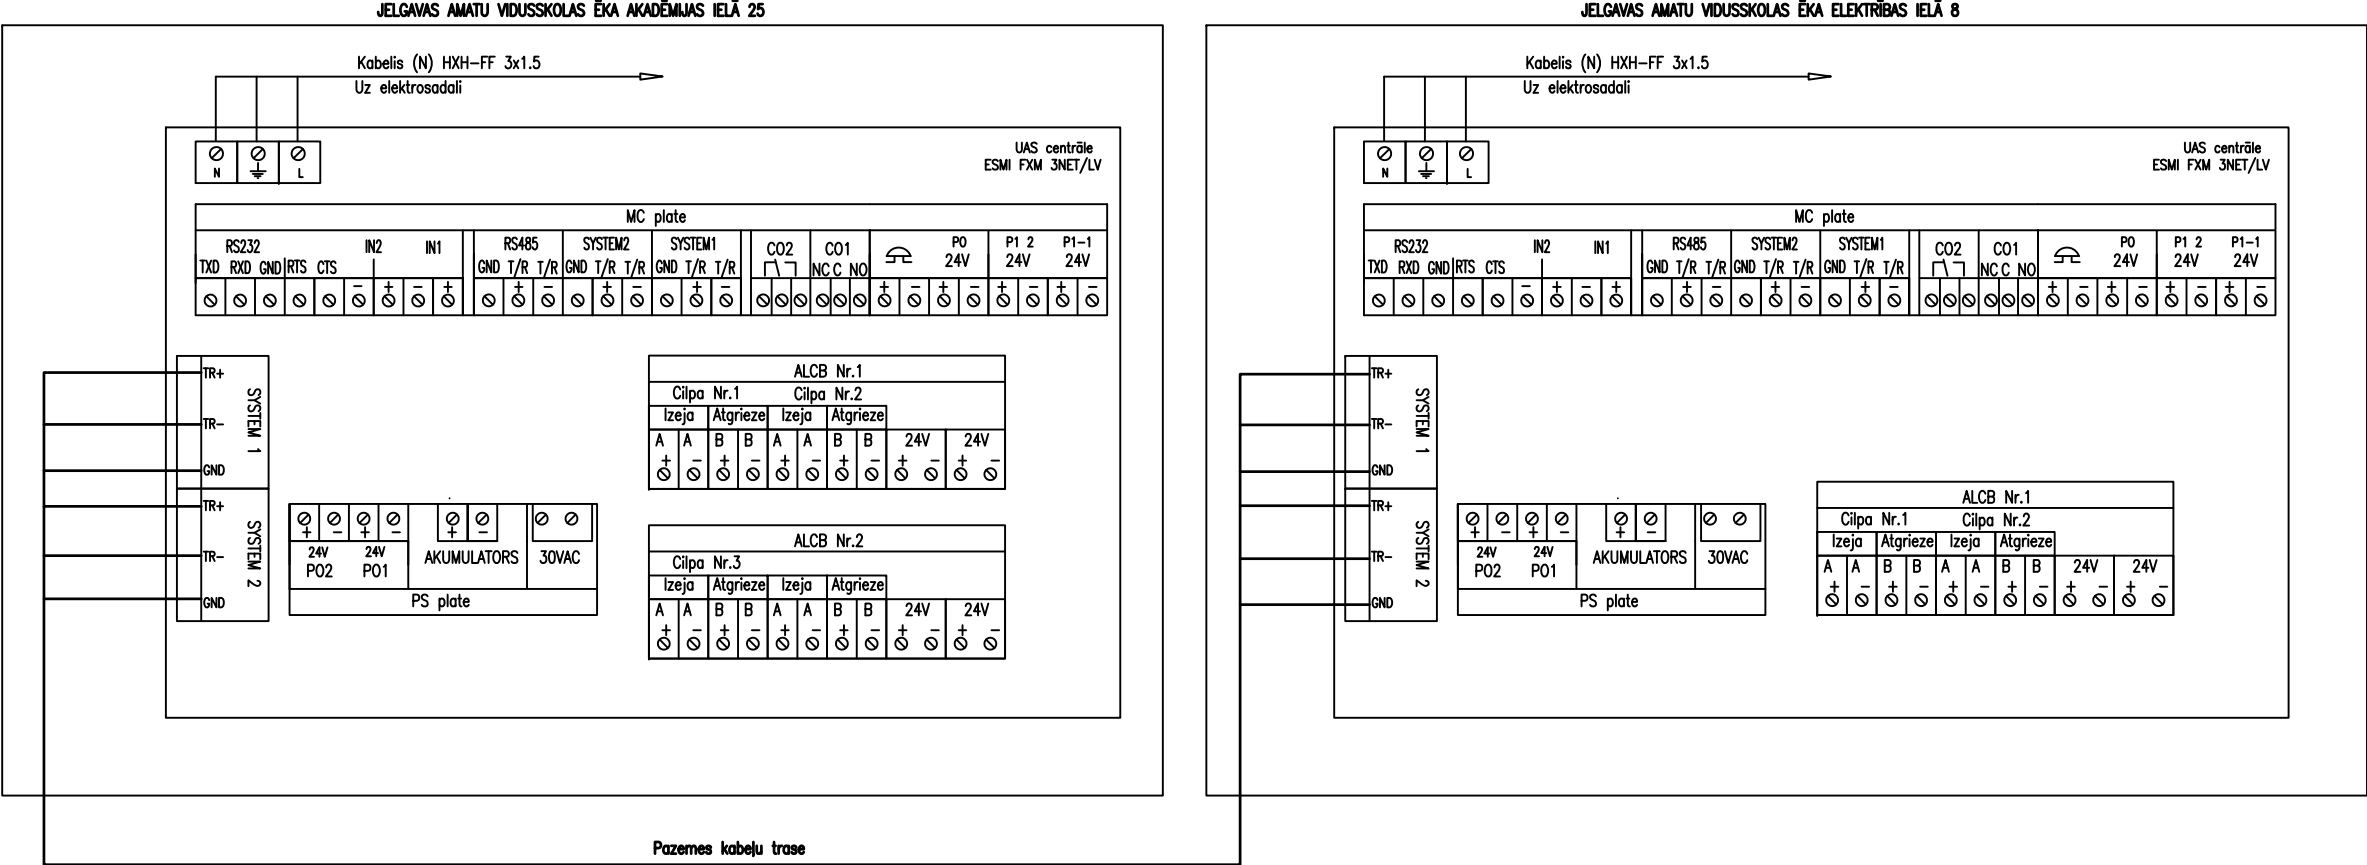 JELGAVAS AMATU VIDUSSKOLAS ĒKA AKADĒMIJAS IELĀ 25
Kabelis (N) HXH-FF 3x1.5
Uz elektrosadali
UAS centrāle
ESMI FXM 3NET/LV
N L
MC plate
RS232 IN2 IN1 RS485 SYSTEM2 SYSTEM1 CO2 CO1 P0 P1 2 P1-1
24V 24V 24V
TXD RXD GND RTS CTS GND T/R T/R GND T/R T/R GND T/R T/R NC C NO
- + - + + - + - + - + - + - + - + -
TR+
TR-
GND
SYSTEM 1
TR+
TR-
GND
SYSTEM 2
+ - + - + -
24V 24V
PO2 PO1 AKUMULATORS 30VAC
PS plate
ALCB Nr.1
Cilpa Nr.1 Cilpa Nr.2
Izeja Atgrieze Izeja Atgrieze
A A B B A A B B 24V 24V
+ - + - + - + - + - + -
ALCB Nr.2
Cilpa Nr.3
Izeja Atgrieze Izeja Atgrieze
A A B B A A B B 24V 24V
+ - + - + - + - + - + -
JELGAVAS AMATU VIDUSSKOLAS ĒKA ELEKTRĪBAS IELĀ 8
Kabelis (N) HXH-FF 3x1.5
Uz elektrosadali
UAS centrāle
ESMI FXM 3NET/LV
N L
MC plate
RS232 IN2 IN1 RS485 SYSTEM2 SYSTEM1 CO2 CO1 P0 P1 2 P1-1
24V 24V 24V
TXD RXD GND RTS CTS GND T/R T/R GND T/R T/R GND T/R T/R NC C NO
- + - + + - + - + - + - + - + - + -
TR+
TR-
GND
SYSTEM 1
TR+
TR-
GND
SYSTEM 2
+ - + - + -
24V 24V
PO2 PO1 AKUMULATORS 30VAC
PS plate
ALCB Nr.1
Cilpa Nr.1 Cilpa Nr.2
Izeja Atgrieze Izeja Atgrieze
A A B B A A B B 24V 24V
+ - + - + - + - + - + -
Pazemes kabeļu trase